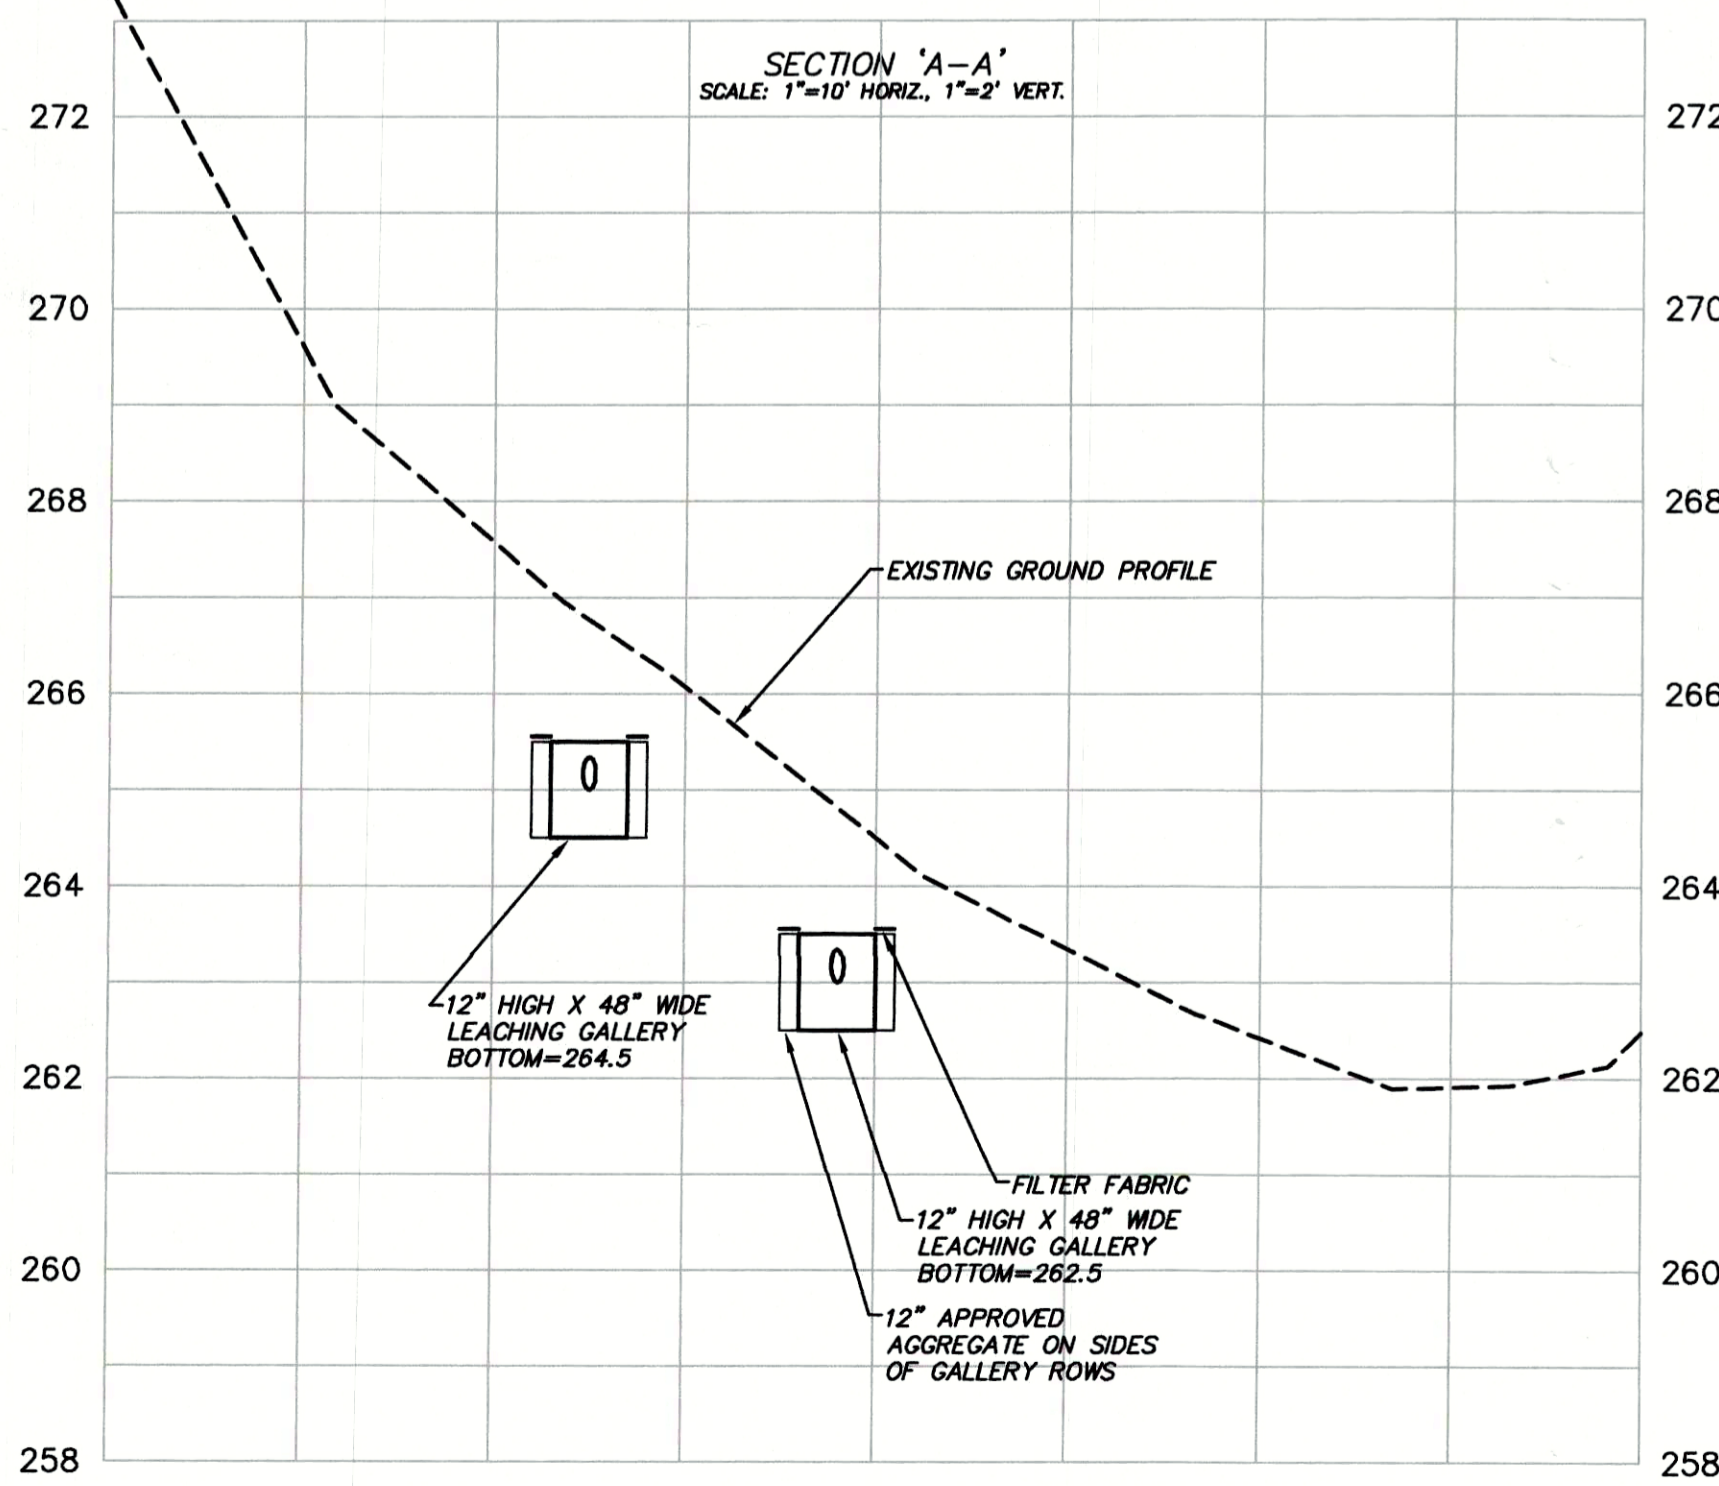 SECTION 'A-A'
SCALE: 1"=10' HORIZ., 1"=2' VERT.
272 272
270 270
268 268
EXISTING GROUND PROFILE
266 266
264 264
12" HIGH X 48" WIDE
LEACHING GALLERY
BOTTOM=264.5
262 262
FILTER FABRIC
12" HIGH X 48" WIDE
LEACHING GALLERY
BOTTOM=262.5
260 260
12" APPROVED
AGGREGATE ON SIDES
OF GALLERY ROWS
258 258